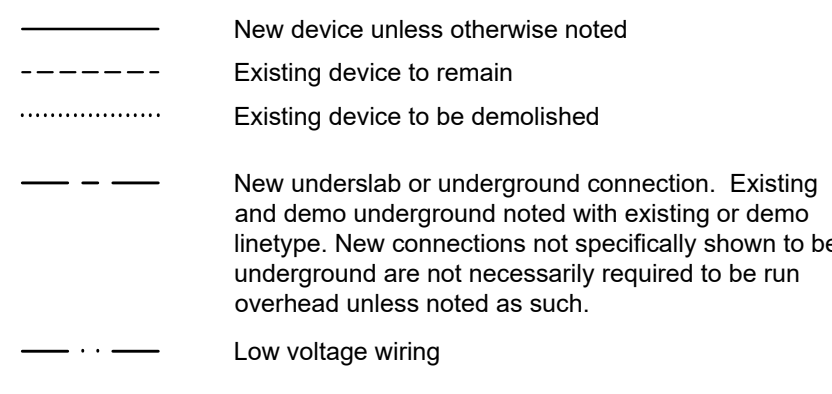 New device unless otherwise noted
Existing device to remain
Existing device to be demolished
New underslab or underground connection.  Existing
and demo underground noted with existing or demo
linetype. New connections not specifically shown to be
underground are not necessarily required to be run
overhead unless noted as such.
Low voltage wiring